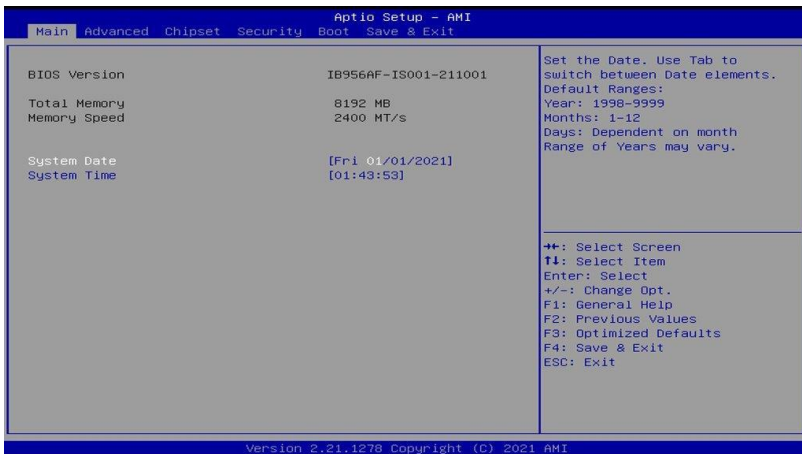 Aptio Setup – AMI
Main Advanced Chipset Security Boot Save & Exit
BIOS Version IB956AF-IS001-211001
Total Memory 8192 MB
Memory Speed 2400 MT/s
System Date [Fri 01/01/2021]
System Time [01:43:53]
Set the Date. Use Tab to
switch between Date elements.
Default Ranges:
Year: 1998-9999
Months: 1-12
Days: Dependent on month
Range of Years may vary.
→←: Select Screen
↑↓: Select Item
Enter: Select
+/-: Change Opt.
F1: General Help
F2: Previous Values
F3: Optimized Defaults
F4: Save & Exit
ESC: Exit
Version 2.21.1278 Copyright (C) 2021 AMI